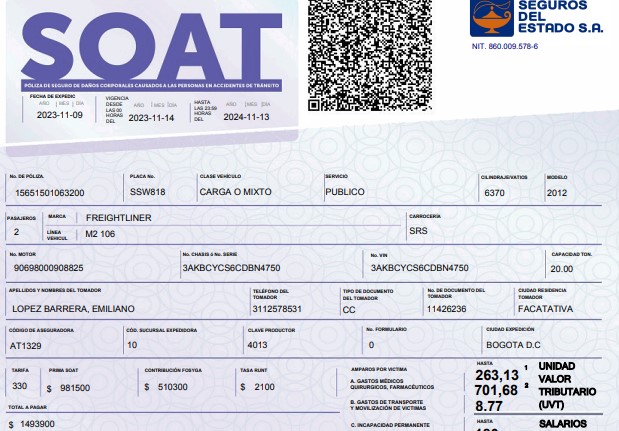 SOAT
SEGUROS
DEL
ESTADO S.A.
NIT. 860.009.578-6
PÓLIZA DE SEGURO DE DAÑOS CORPORALES CAUSADOS A LAS PERSONAS EN ACCIDENTES DE TRÁNSITO
FECHA DE EXPEDIC
AÑO MES DIA
2023-11-09
VIGENCIA
DESDE
LAS 00
HORAS
DEL
AÑO MES DIA
2023-11-14
HASTA
LAS 23:59
HORAS
DEL
AÑO MES DIA
2024-11-13
No. DE PÓLIZA. PLACA No. CLASE VEHÍCULO SERVICIO CILINDRAJE/VATIOS MODELO
15651501063200 SSW818 CARGA O MIXTO PUBLICO 6370 2012
PASAJEROS MARCA FREIGHTLINER CARROCERÍA
2 LÍNEA VEHICUL M2 106 SRS
No. MOTOR No. CHASIS ó No. SERIE No. VIN CAPACIDAD TON.
90698000908825 3AKBCYCS6CDBN4750 3AKBCYCS6CDBN4750 20.00
APELLIDOS Y NOMBRES DEL TOMADOR TELÉFONO DEL TOMADOR TIPO DE DOCUMENTO DEL TOMADOR No. DE DOCUMENTO DEL TOMADOR CIUDAD RESIDENCIA TOMADOR
LOPEZ BARRERA, EMILIANO 3112578531 CC 11426236 FACATATIVA
CÓDIGO DE ASEGURADORA CÓD. SUCURSAL EXPEDIDORA CLAVE PRODUCTOR No. FORMULARIO CIUDAD EXPEDICIÓN
AT1329 10 4013 0 BOGOTA D.C
TARIFA PRIMA SOAT CONTRIBUCIÓN FOSYGA TASA RUNT
330 $ 981500 $ 510300 $ 2100
TOTAL A PAGAR
$ 1493900
AMPAROS POR VICTIMA
A. GASTOS MÉDICOS
QUIRURGICOS, FARMACÉUTICOS
B. GASTOS DE TRANSPORTE
Y MOVILIZACIÓN DE VICTIMAS
C. INCAPACIDAD PERMANENTE
HASTA
263,13 1
701,68 2
8.77
UNIDAD
VALOR
TRIBUTARIO
(UVT)
HASTA
SALARIOS